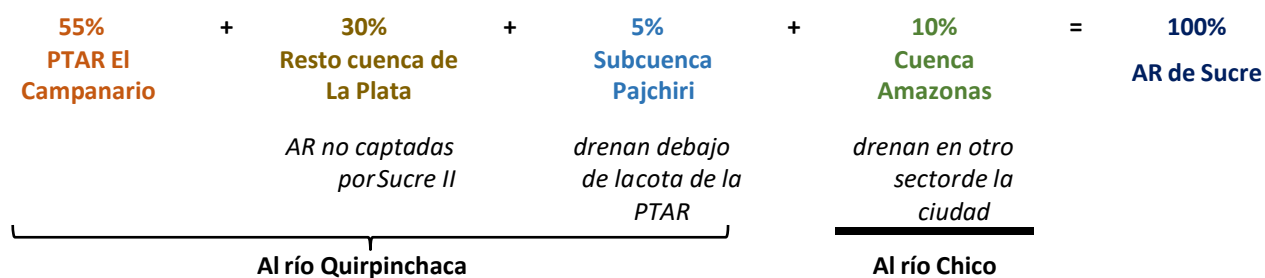 55% + 30% + 5% + 10% = 100%
PTAR El Resto cuenca de Subcuenca Cuenca AR de Sucre
Campanario La Plata Pajchiri Amazonas
AR no captadas drenan debajo drenan en otro
porSucre II de lacota de la sectorde la
PTAR ciudad
Al río Quirpinchaca Al río Chico